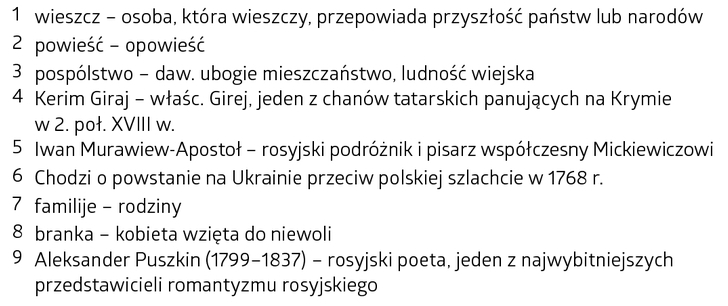 1 wieszcz – osoba, która wieszczy, przepowiada przyszłość państw lub narodów
2 powieść – opowieść
3 pospólstwo – daw. ubogie mieszczaństwo, ludność wiejska
4 Kerim Giraj – właśc. Girej, jeden z chanów tatarskich panujących na Krymie
w 2. poł. XVIII w.
5 Iwan Murawiew-Apostoł – rosyjski podróżnik i pisarz współczesny Mickiewiczowi
6 Chodzi o powstanie na Ukrainie przeciw polskiej szlachcie w 1768 r.
7 familije – rodziny
8 branka – kobieta wzięta do niewoli
9 Aleksander Puszkin (1799–1837) – rosyjski poeta, jeden z najwybitniejszych
przedstawicieli romantyzmu rosyjskiego